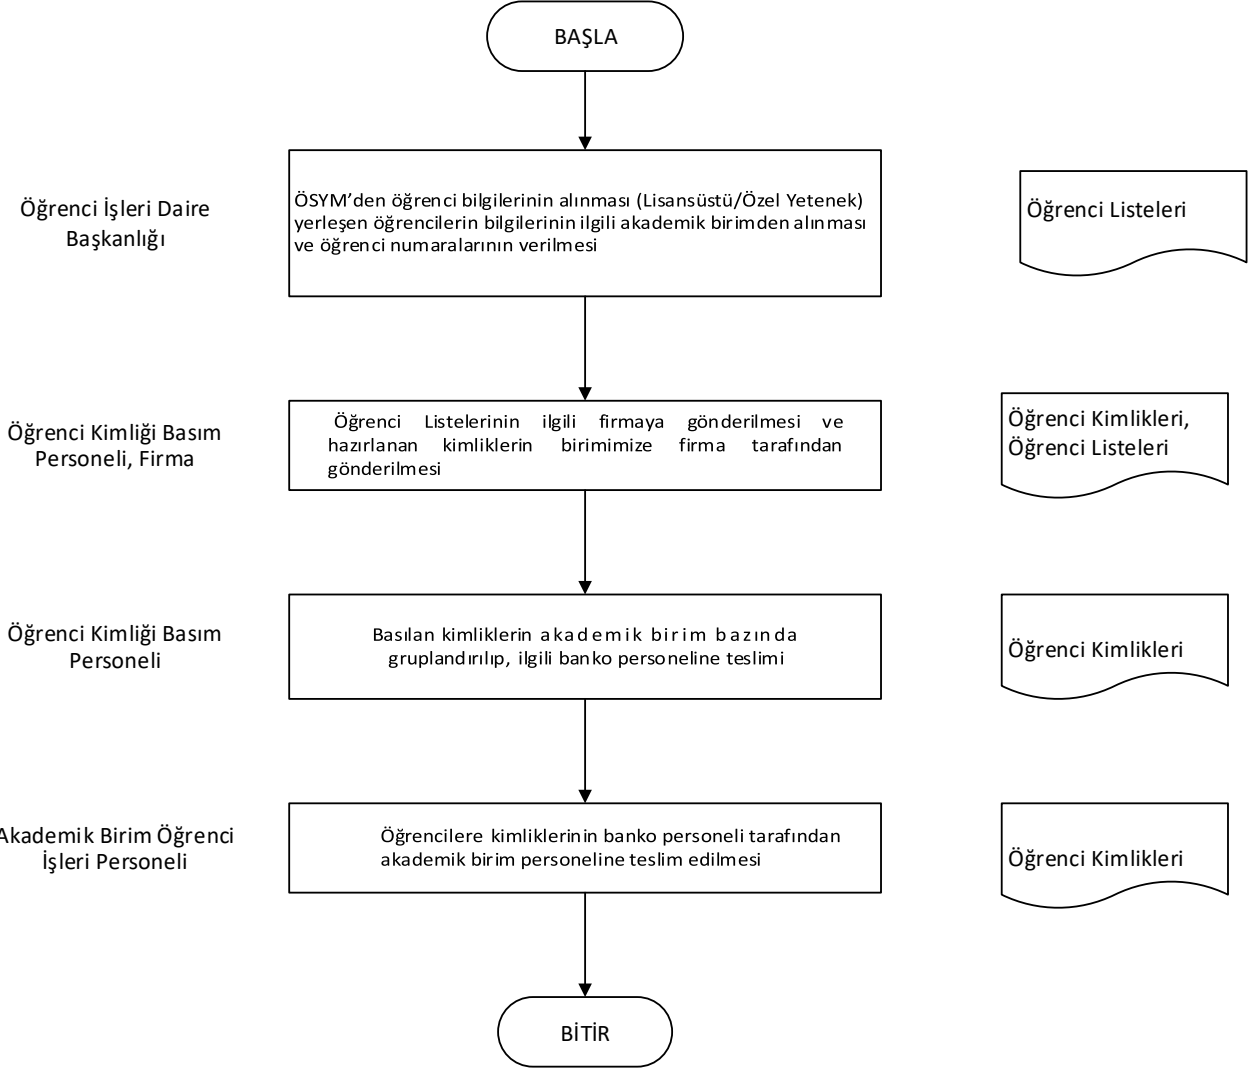 BAŞLA
Öğrenci İşleri Daire
Başkanlığı
ÖSYM’den öğrenci bilgilerinin alınması (Lisansüstü/Özel Yetenek)
yerleşen öğrencilerin bilgilerinin ilgili akademik birimden alınması
ve öğrenci numaralarının verilmesi
Öğrenci Listeleri
Öğrenci Kimliği Basım
Personeli, Firma
Öğrenci Listelerinin ilgili firmaya gönderilmesi ve
hazırlanan kimliklerin birimimize firma tarafından
gönderilmesi
Öğrenci Kimlikleri,
Öğrenci Listeleri
Öğrenci Kimliği Basım
Personeli
Basılan kimliklerin akademik birim bazında
gruplandırılıp, ilgili banko personeline teslimi
Öğrenci Kimlikleri
Akademik Birim Öğrenci
İşleri Personeli
Öğrencilere kimliklerinin banko personeli tarafından
akademik birim personeline teslim edilmesi
Öğrenci Kimlikleri
BİTİR